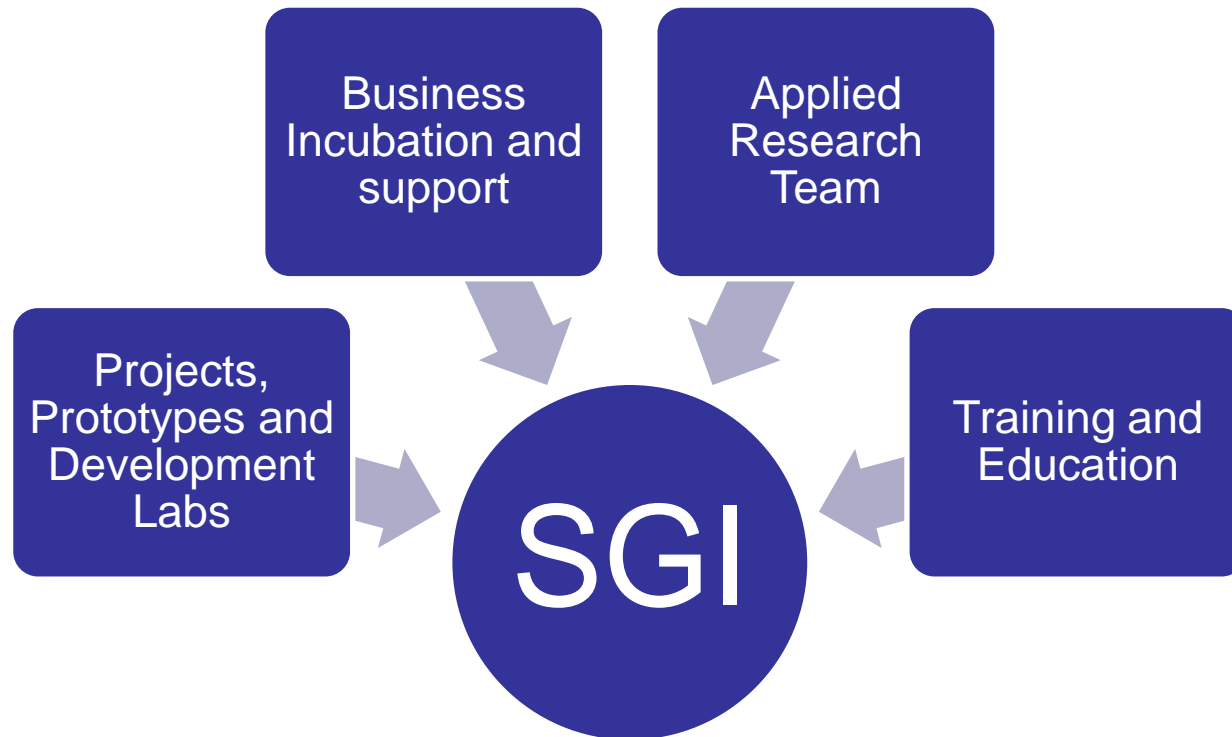 Business
Incubation and
support
Applied
Research
Team
Projects,
Prototypes and
Development
Labs
Training and
Education
SGI